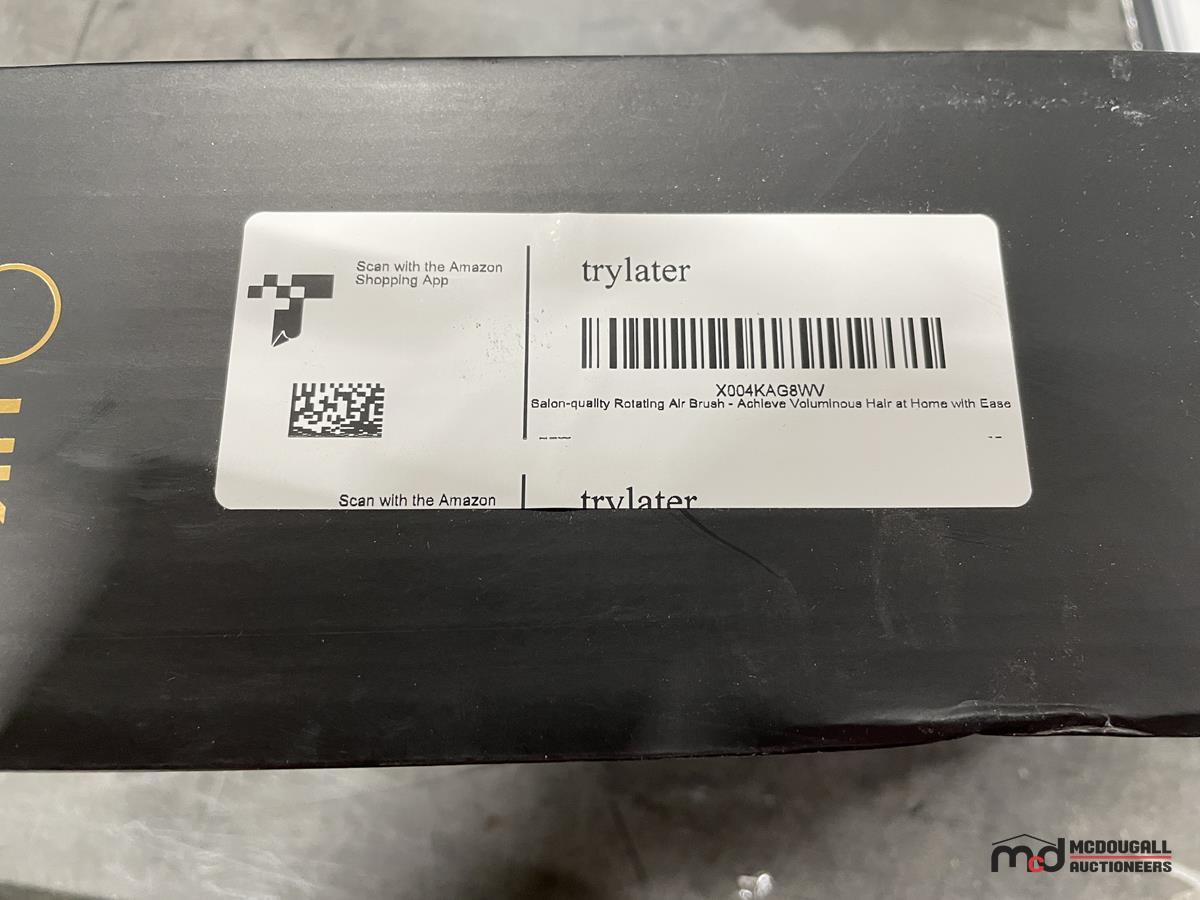 Scan with the Amazon
Shopping App
trylater
X004KAG8WV
Salon-quality Rotating Air Brush - Achieve Voluminous Hair at Home with Ease
Scan with the Amazon
trylater
mcd MCDOUGALL
AUCTIONEERS